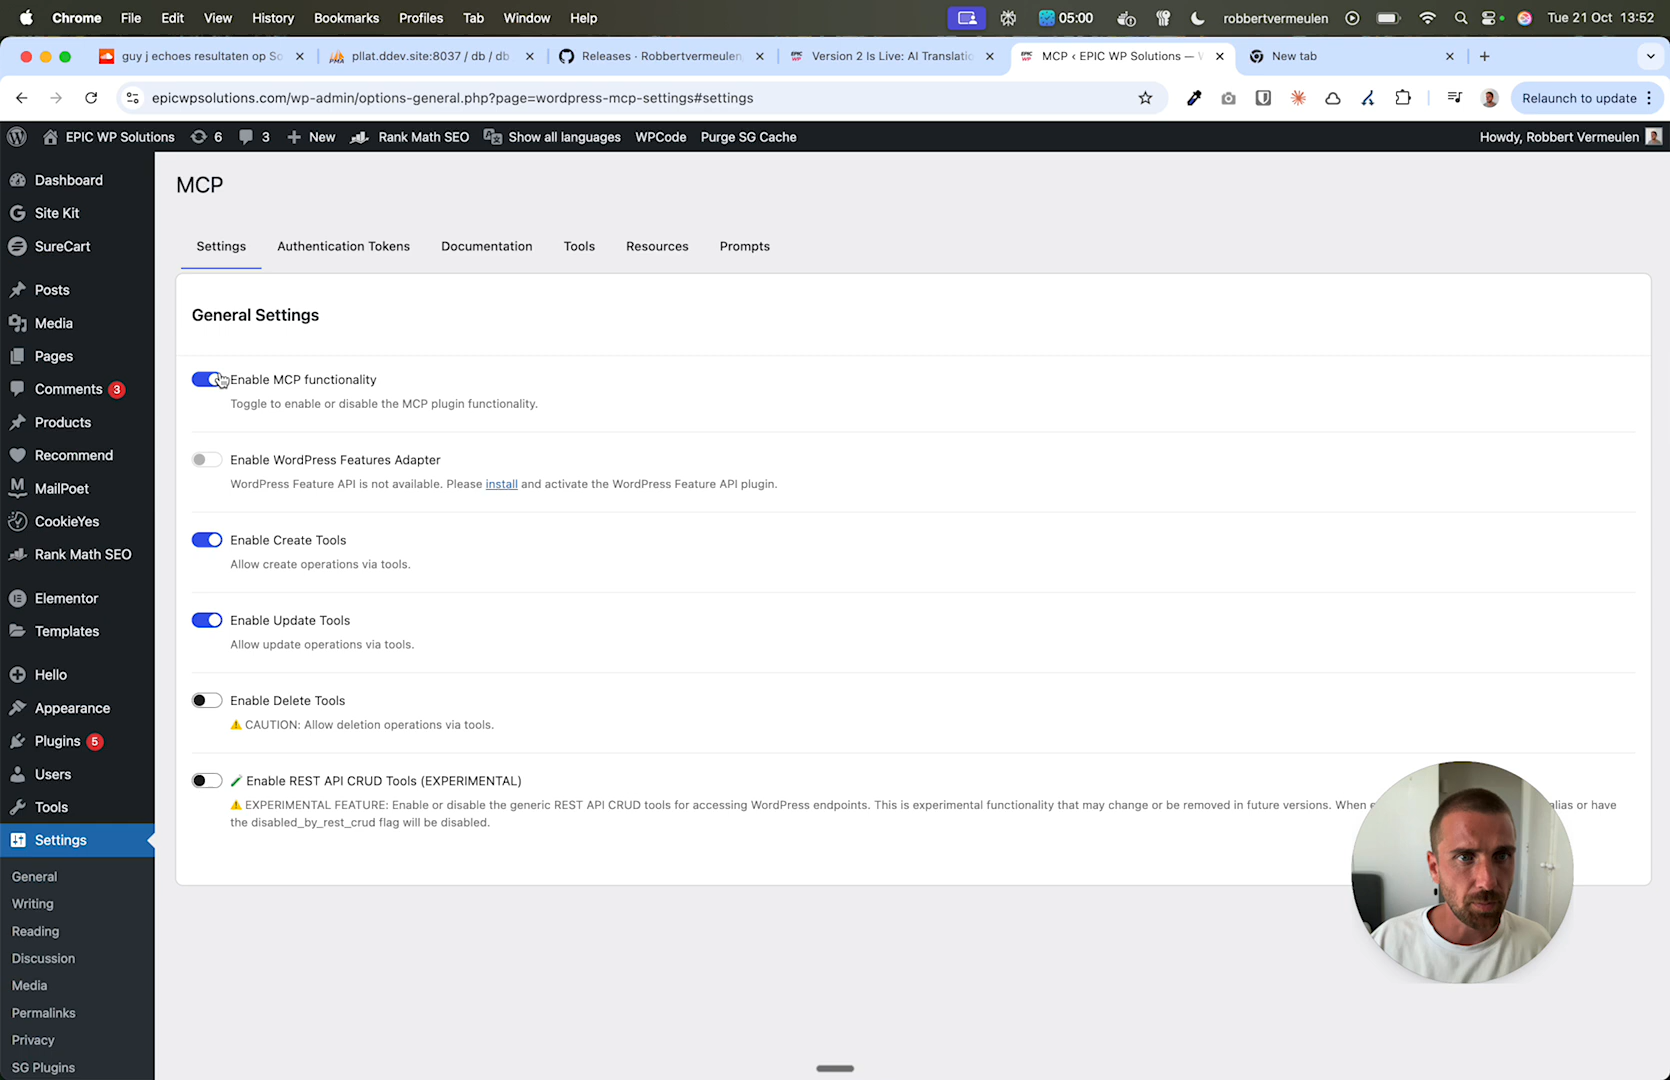 Chrome File Edit View History Bookmarks Profiles Tab Window Help 05:00 robbertvermeulen Tue 21 Oct 13:52
guy j echoes resultaten op So pllat.ddev.site:8037 / db / db Releases · Robbertvermeulen Version 2 Is Live: AI Translatio MCP ‹ EPIC WP Solutions — New tab
epicwpsolutions.com/wp-admin/options-general.php?page=wordpress-mcp-settings#settings Relaunch to update
EPIC WP Solutions 6 3 New Rank Math SEO Show all languages WPCode Purge SG Cache Howdy, Robbert Vermeulen
Dashboard
Site Kit
SureCart
Posts
Media
Pages
Comments 3
Products
Recommend
MailPoet
CookieYes
Rank Math SEO
Elementor
Templates
Hello
Appearance
Plugins 5
Users
Tools
Settings
General
Writing
Reading
Discussion
Media
Permalinks
Privacy
SG Plugins
MCP
Settings Authentication Tokens Documentation Tools Resources Prompts
General Settings
Enable MCP functionality
Toggle to enable or disable the MCP plugin functionality.
Enable WordPress Features Adapter
WordPress Feature API is not available. Please install and activate the WordPress Feature API plugin.
Enable Create Tools
Allow create operations via tools.
Enable Update Tools
Allow update operations via tools.
Enable Delete Tools
⚠ CAUTION: Allow deletion operations via tools.
Enable REST API CRUD Tools (EXPERIMENTAL)
⚠ EXPERIMENTAL FEATURE: Enable or disable the generic REST API CRUD tools for accessing WordPress endpoints. This is experimental functionality that may change or be removed in future versions. When alias or have
the disabled_by_rest_crud flag will be disabled.